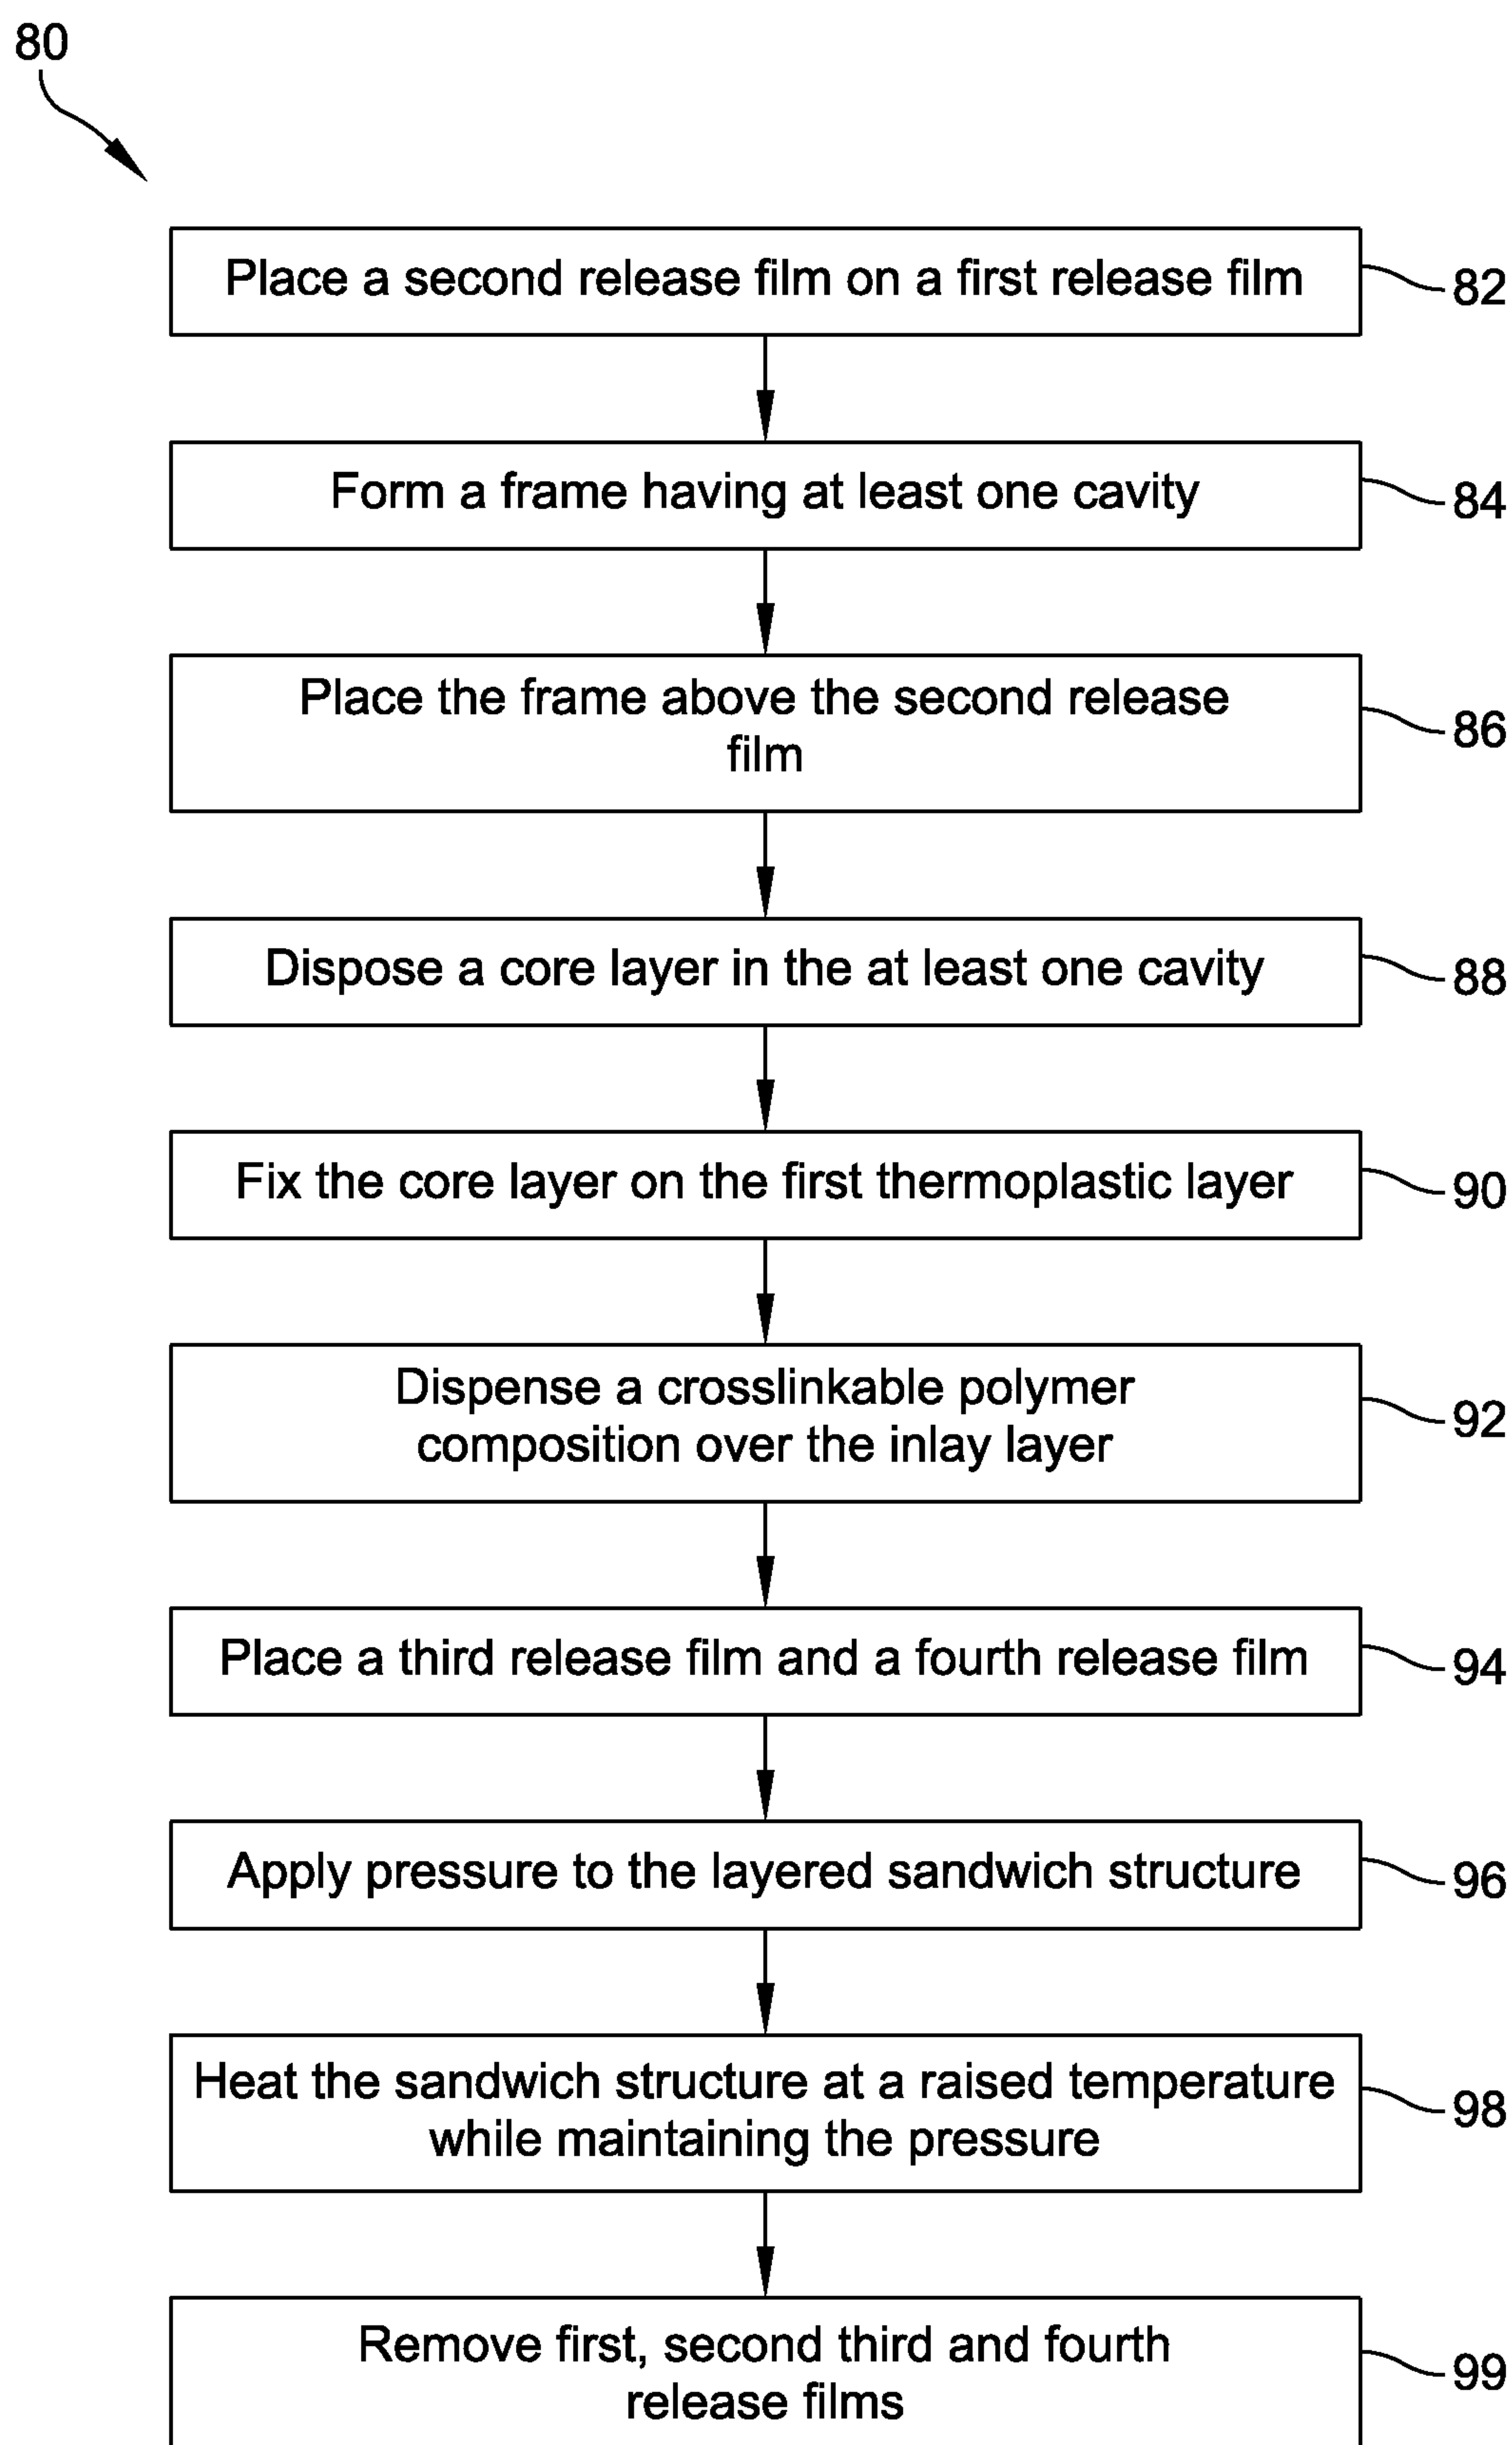 80
Place a second release film on a first release film
82
Form a frame having at least one cavity
84
Place the frame above the second release
film
86
Dispose a core layer in the at least one cavity
88
Fix the core layer on the first thermoplastic layer
90
Dispense a crosslinkable polymer
composition over the inlay layer
92
Place a third release film and a fourth release film
94
Apply pressure to the layered sandwich structure
96
Heat the sandwich structure at a raised temperature
while maintaining the pressure
98
Remove first, second third and fourth
release films
99